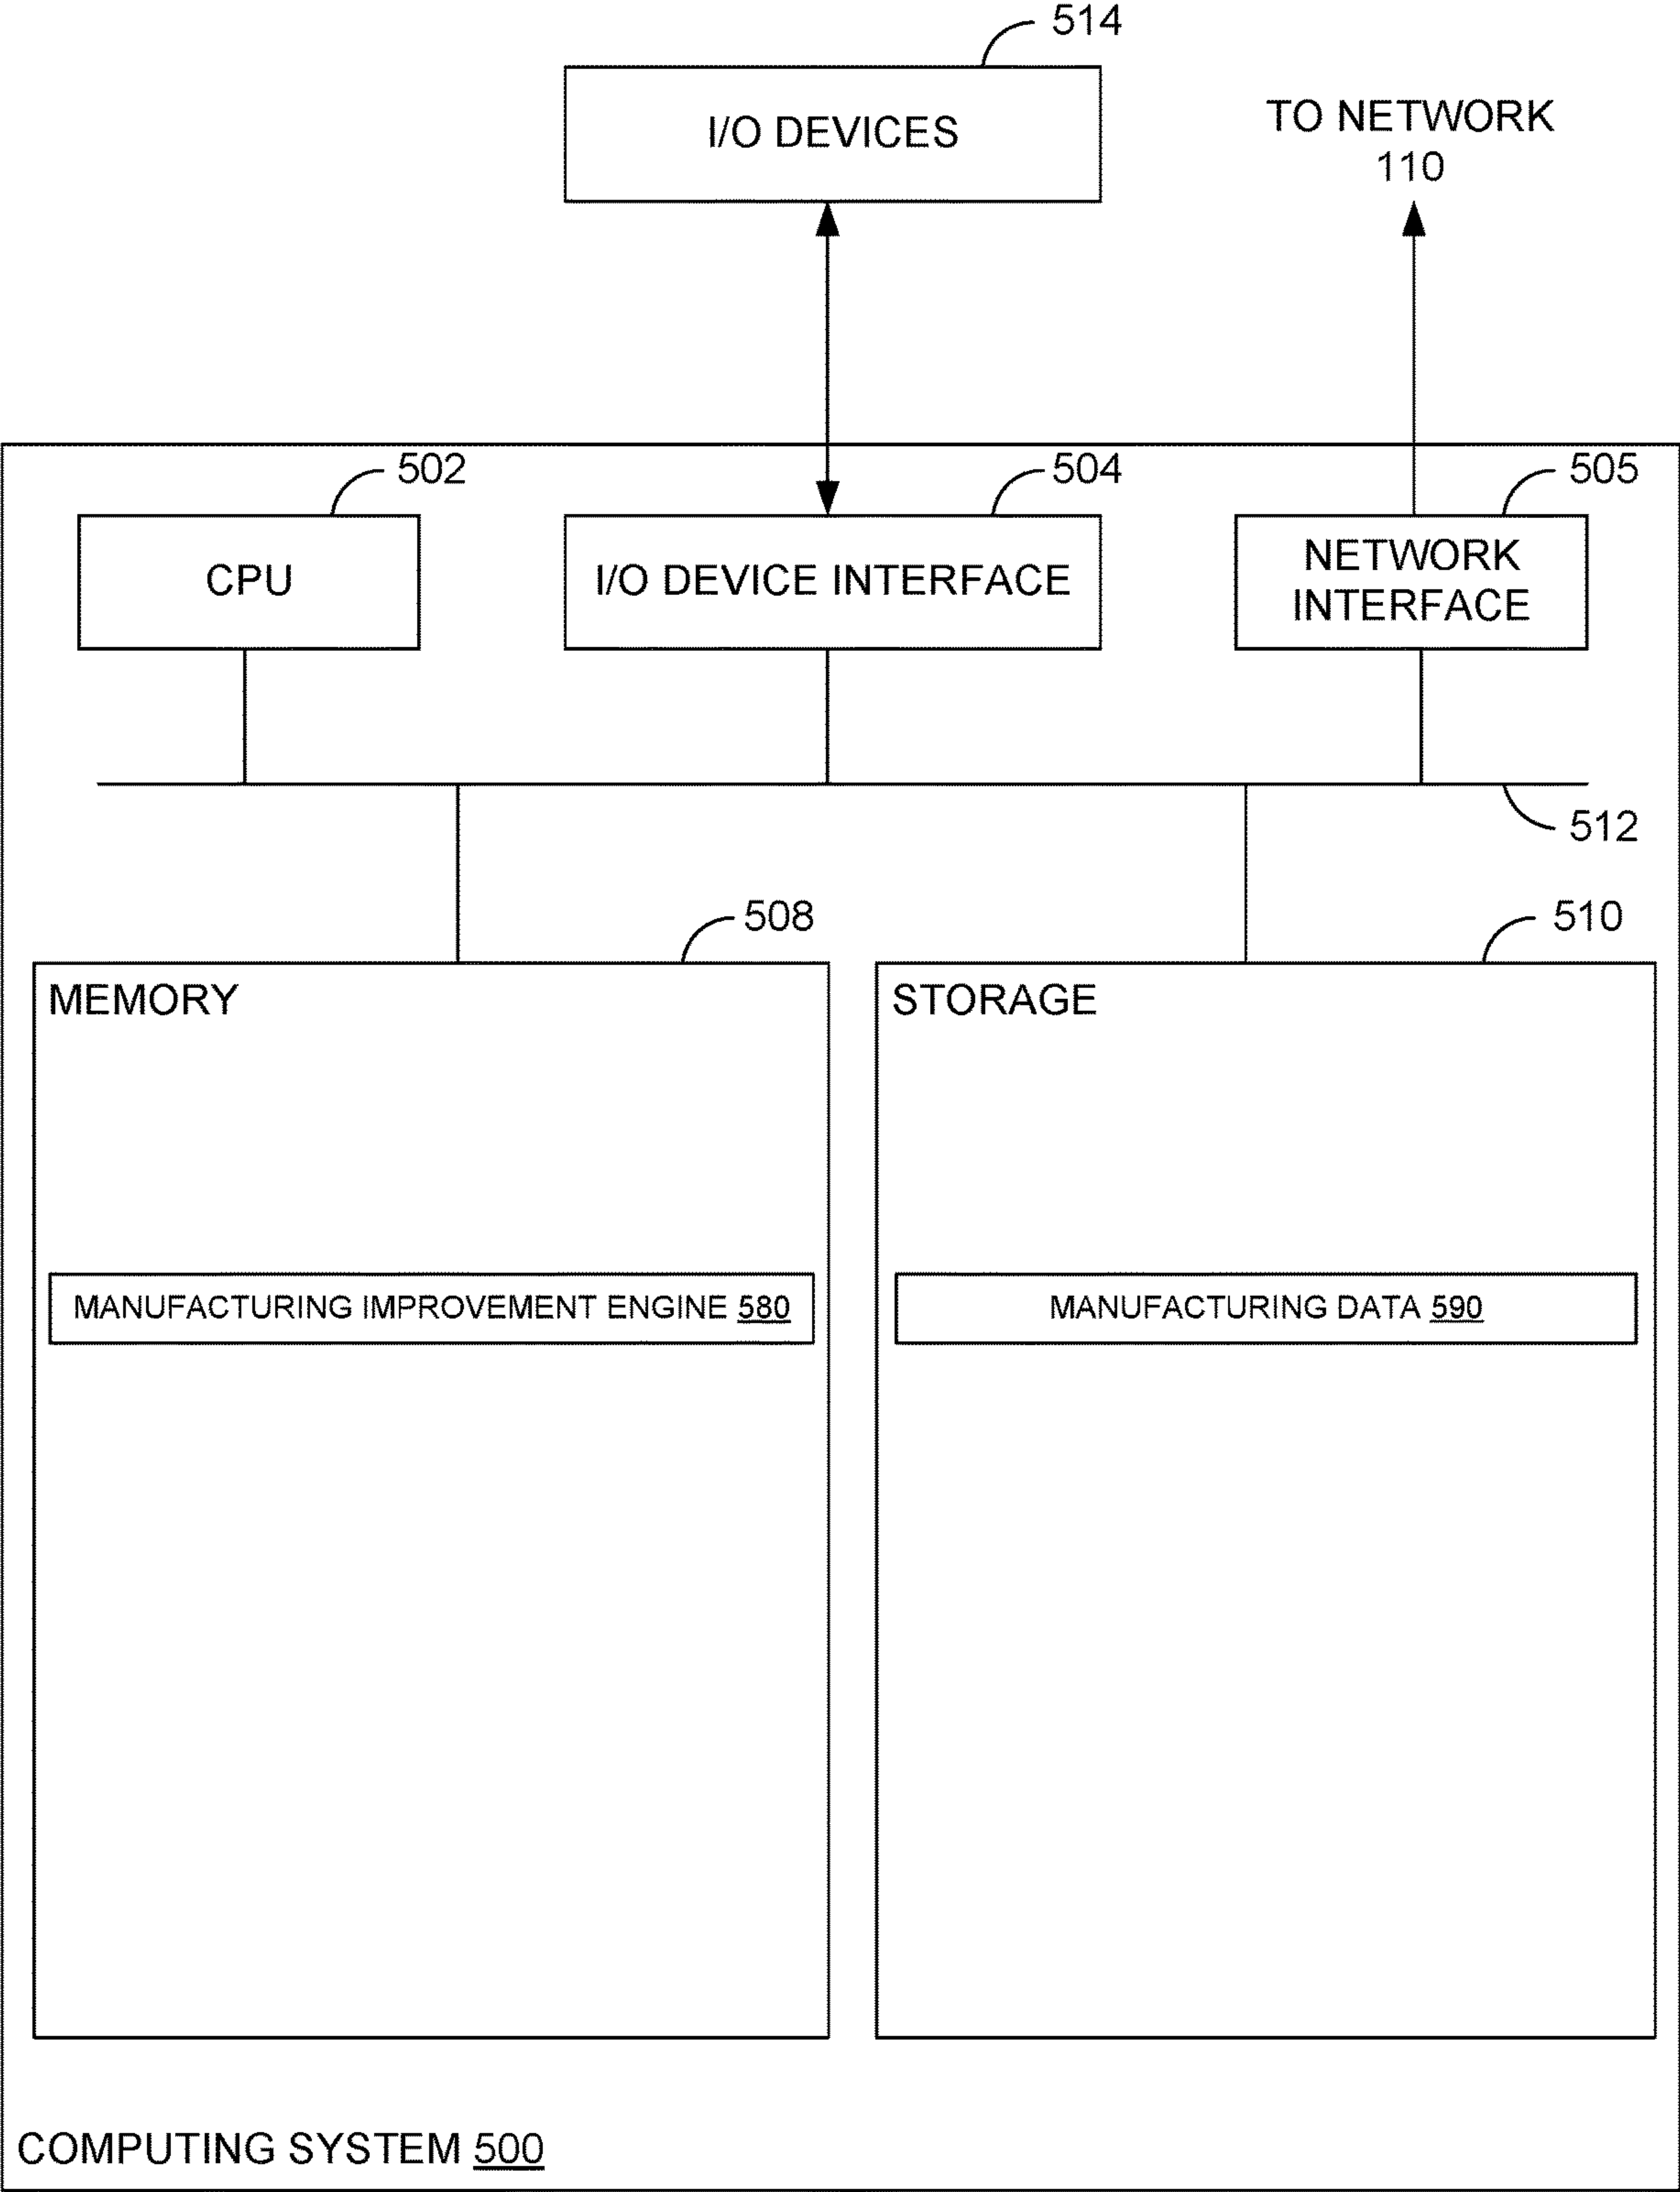 514
I/O DEVICES
TO NETWORK
110
502
504
505
CPU
I/O DEVICE INTERFACE
NETWORK
INTERFACE
512
508
510
MEMORY
STORAGE
MANUFACTURING IMPROVEMENT ENGINE 580
MANUFACTURING DATA 590
COMPUTING SYSTEM 500